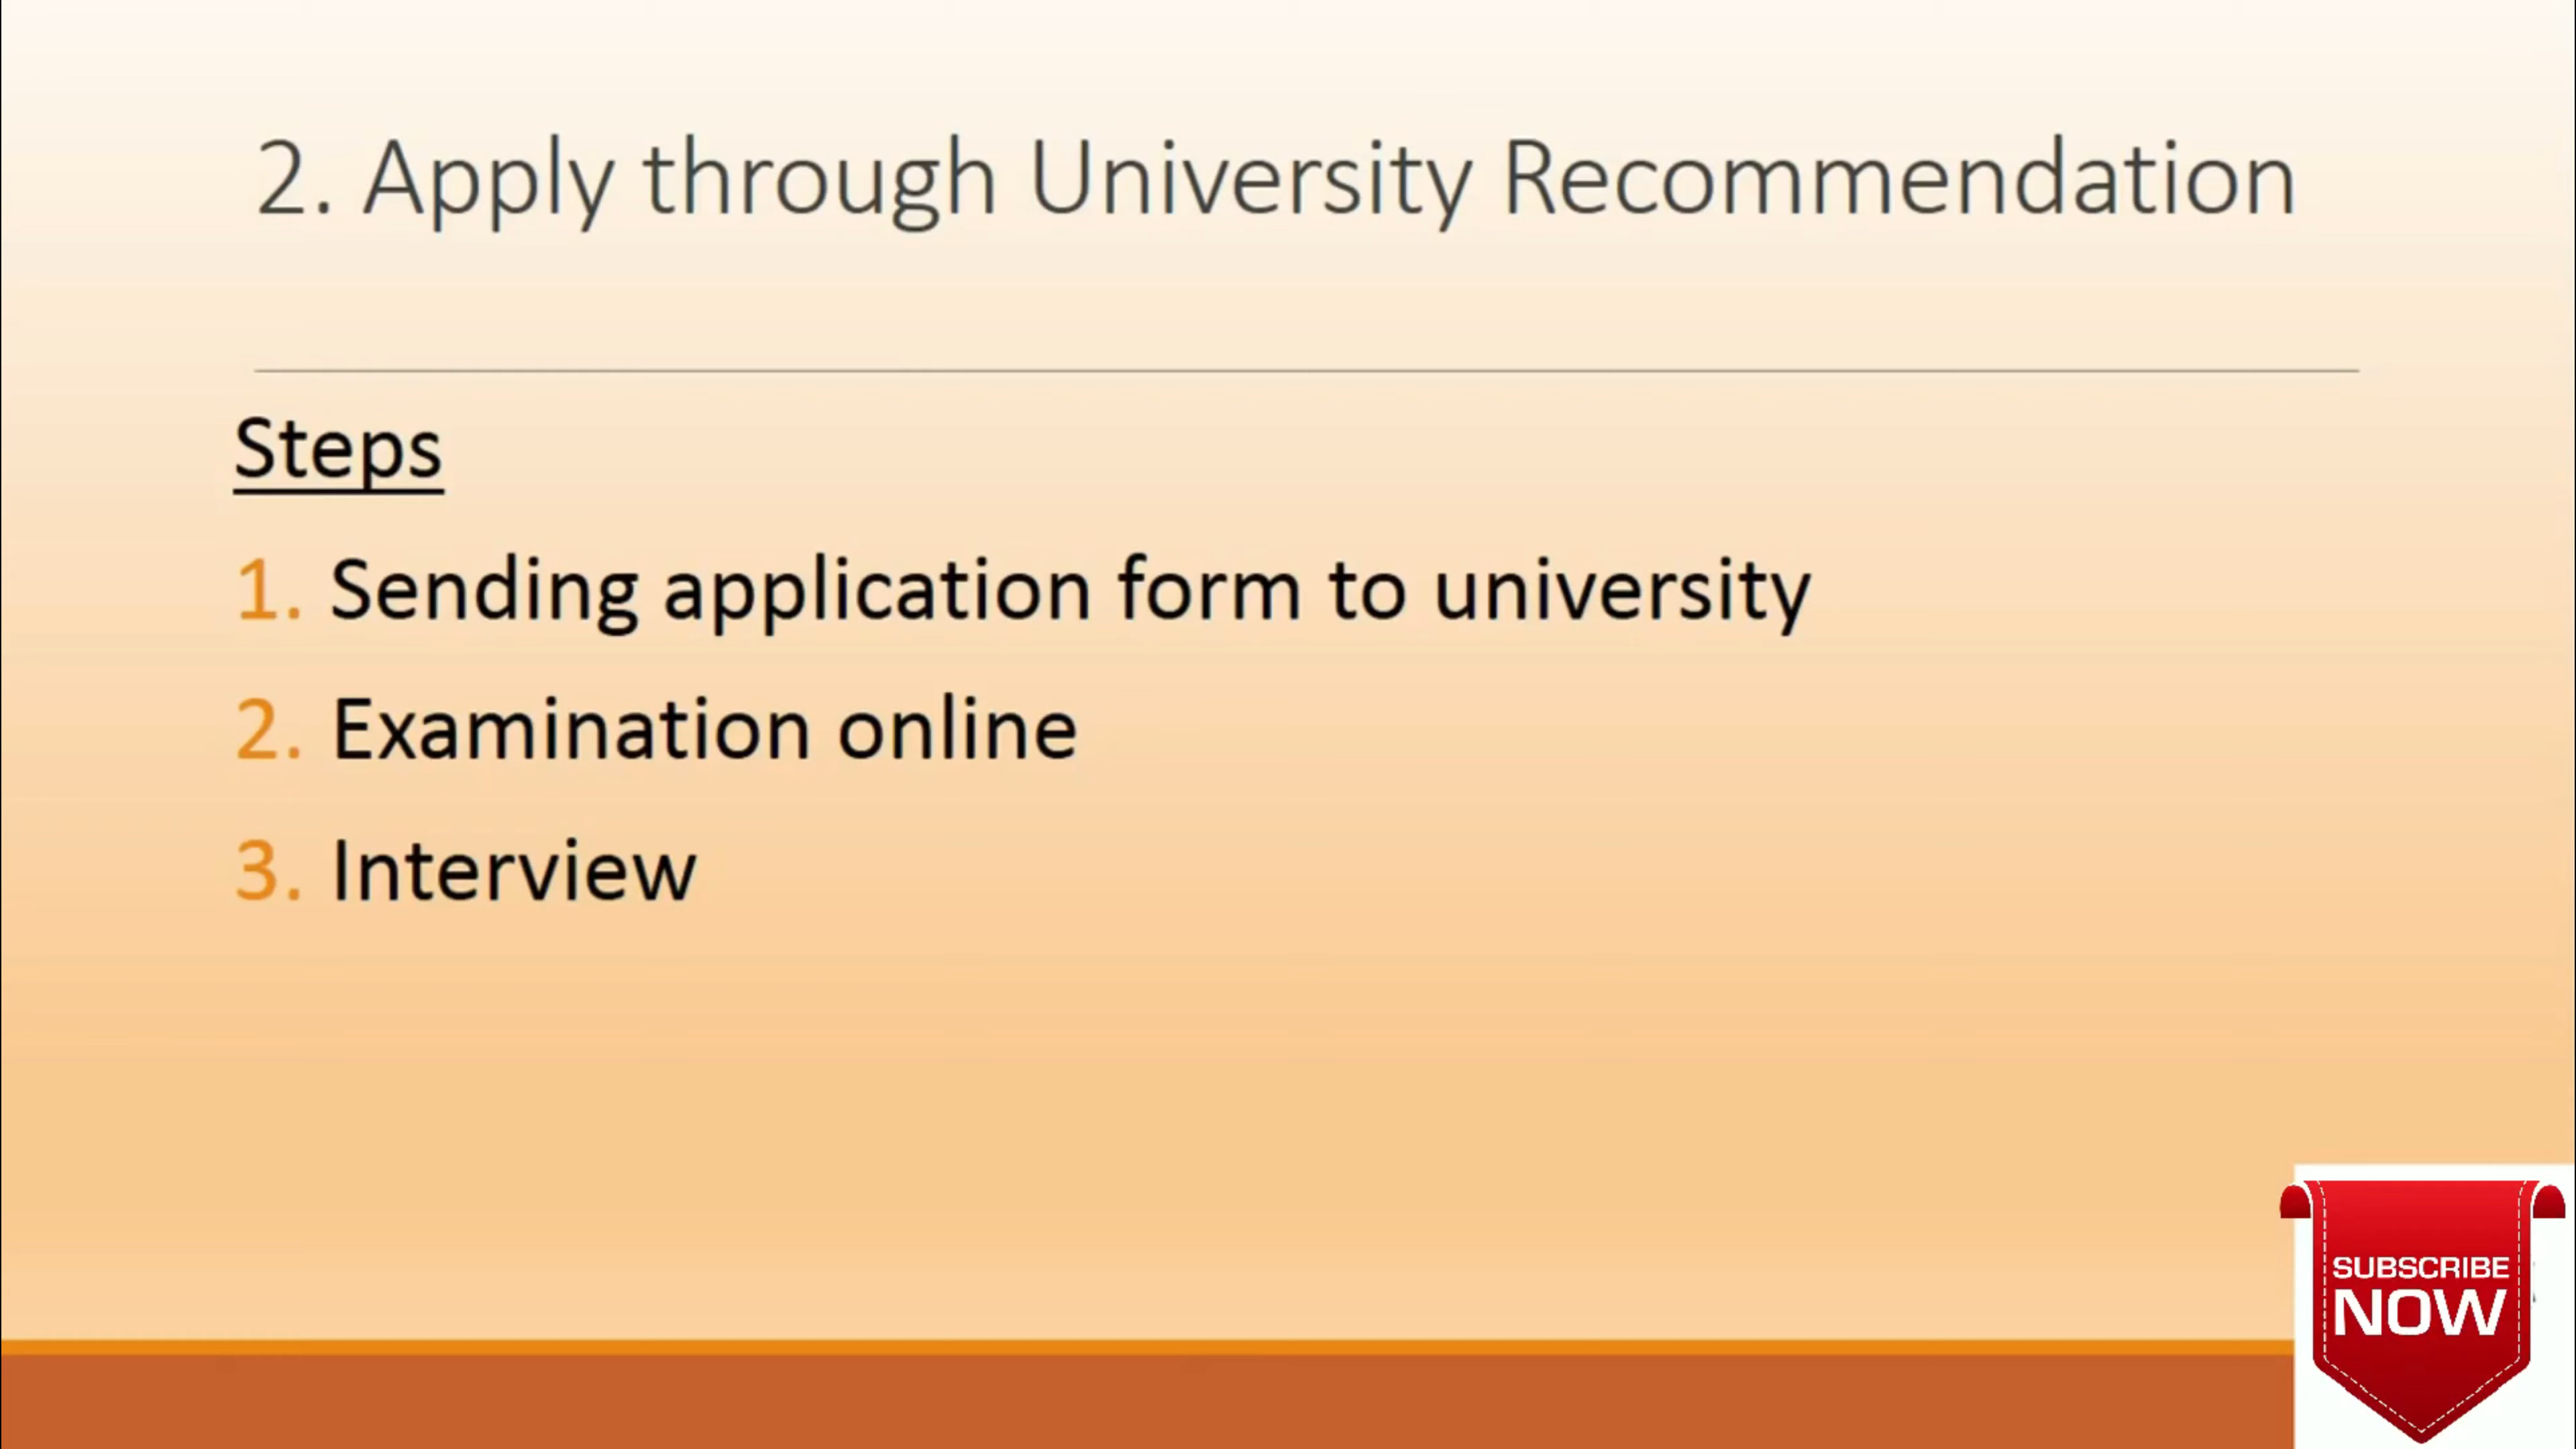 2. Apply through University Recommendation
Steps
1. Sending application form to university
2. Examination online
3. Interview
SUBSCRIBE
NOW